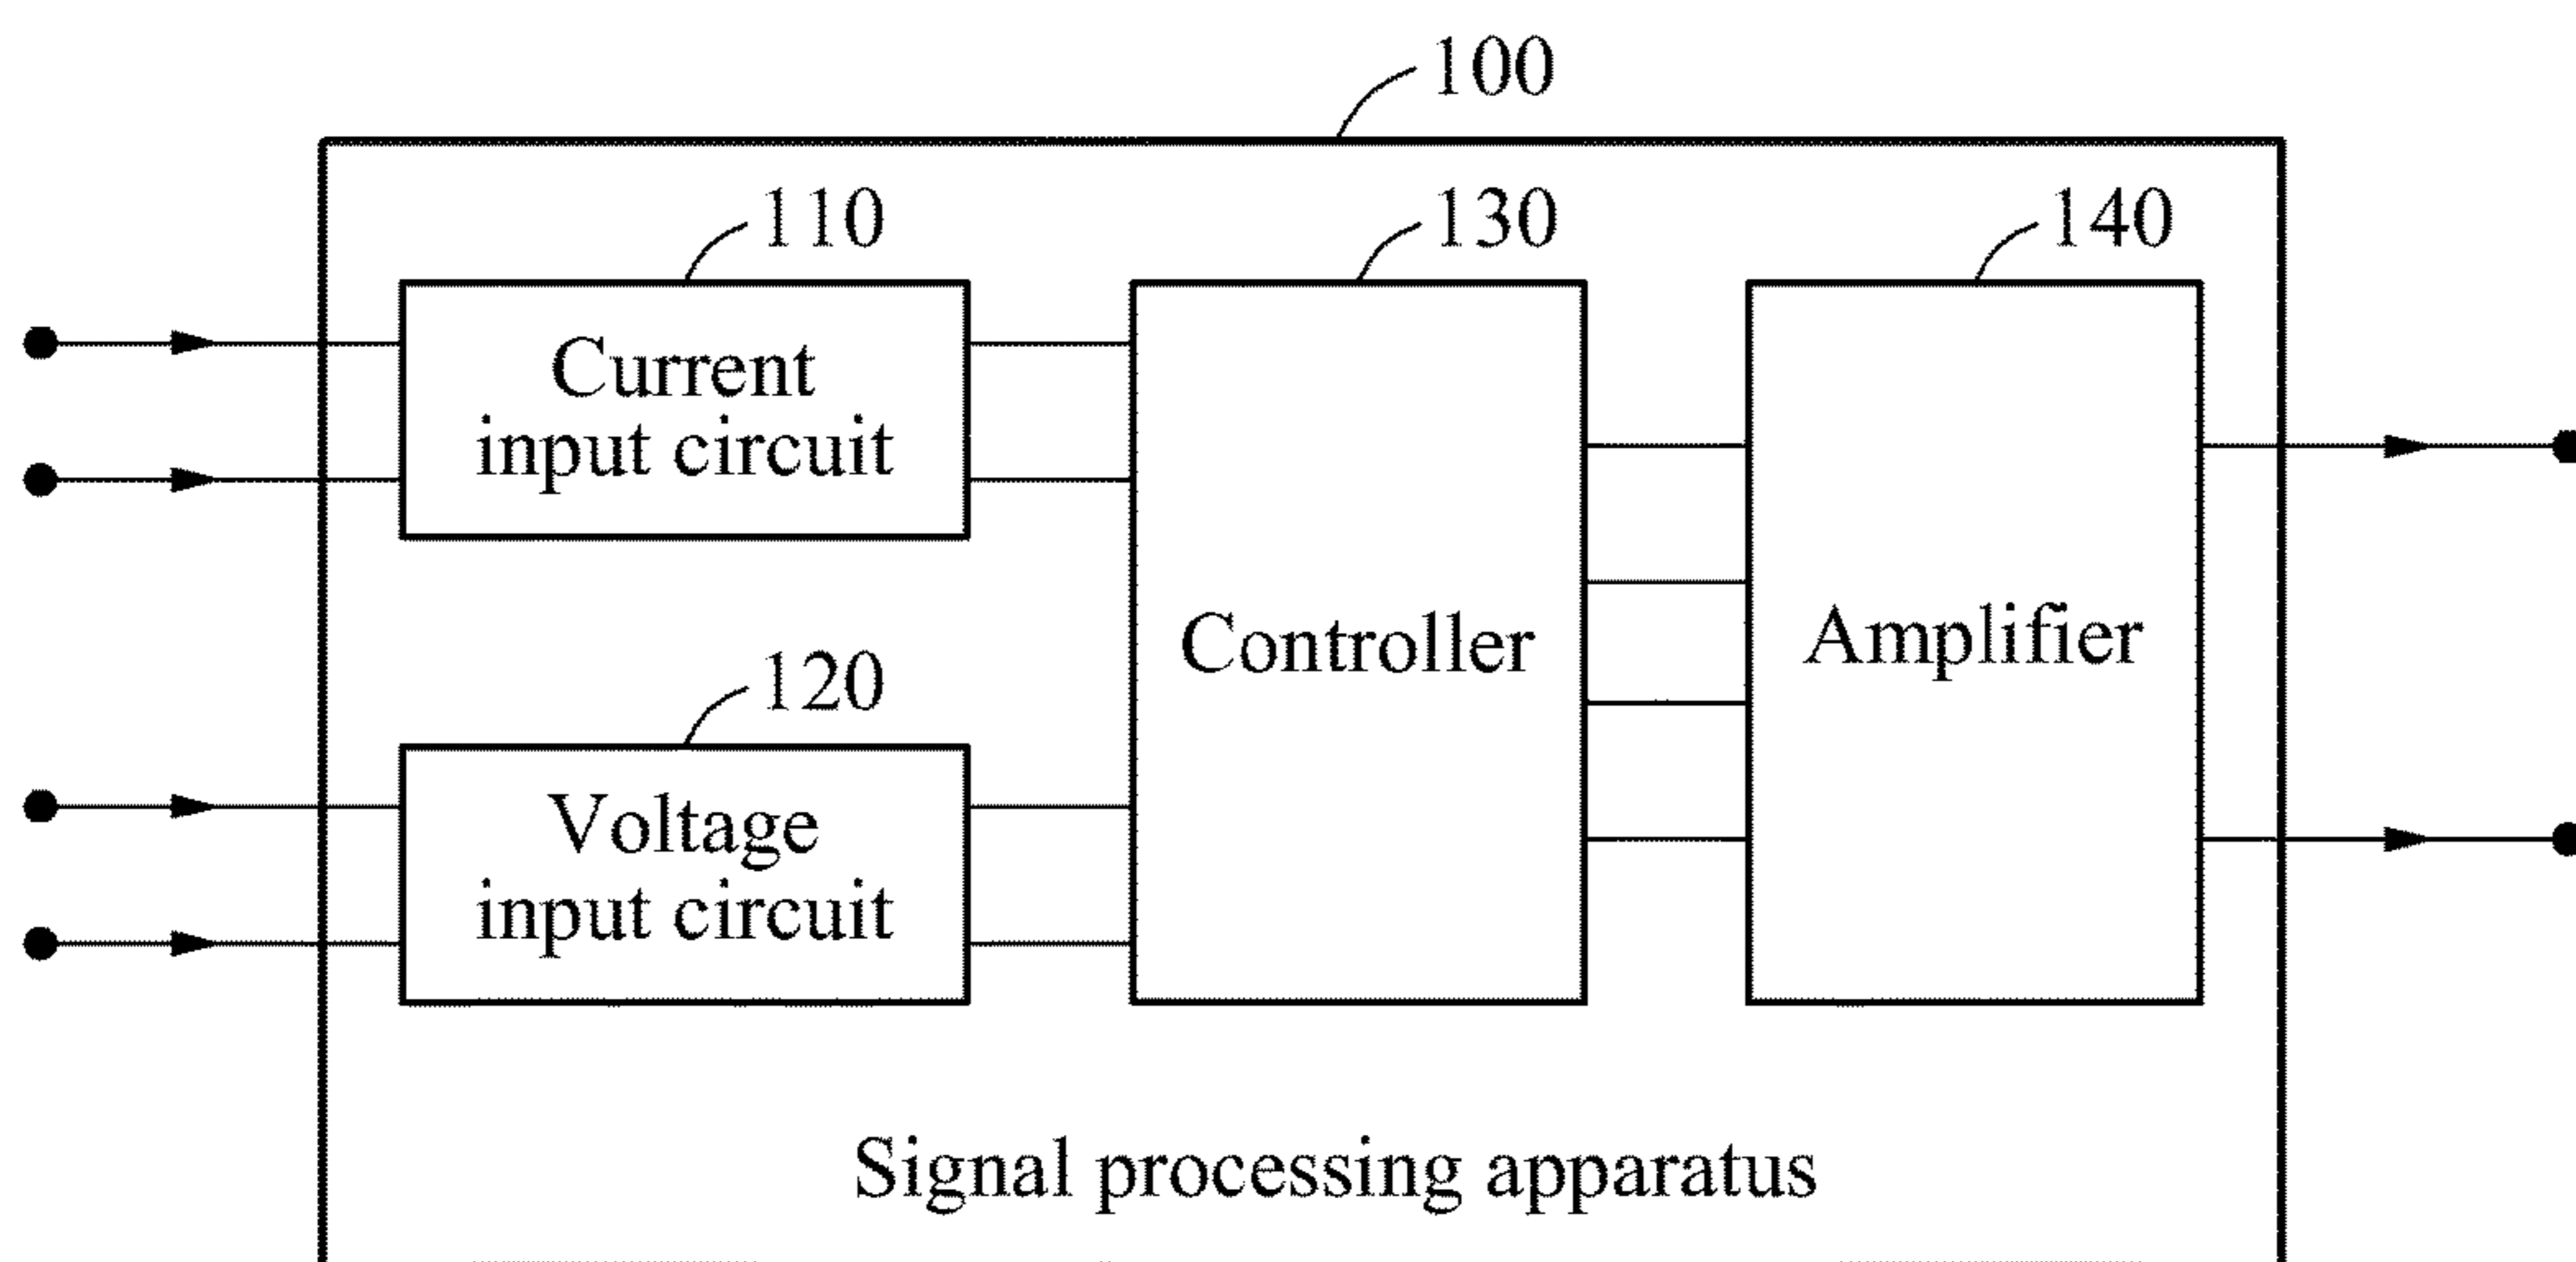 100
110
130
140
Current
input circuit
Controller
Amplifier
120
Voltage
input circuit
Signal processing apparatus